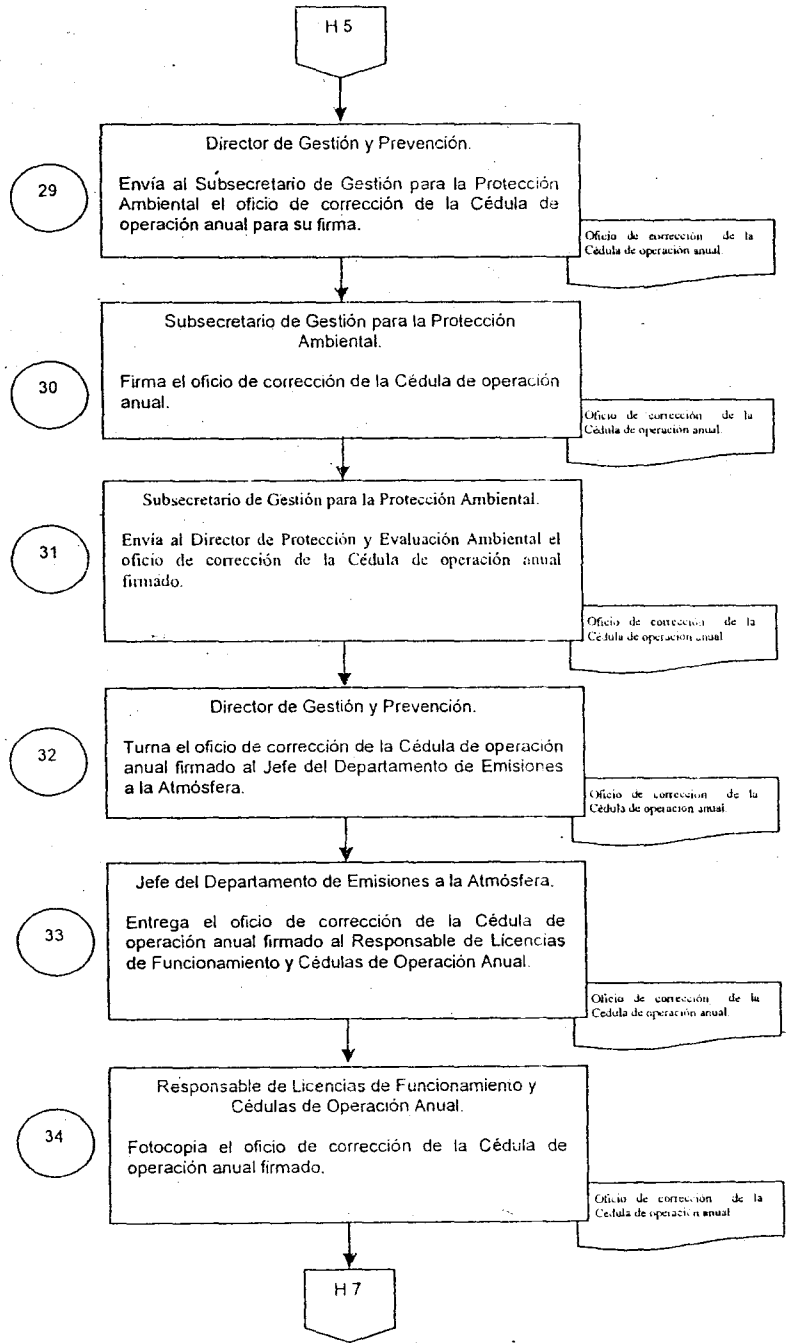 H 5
Director de Gestión y Prevención.
29
Envía al Subsecretario de Gestión para la Protección
Ambiental el oficio de corrección de la Cédula de
operación anual para su firma.
Oficio de corrección de la
Cédula de operación anual.
Subsecretario de Gestión para la Protección
Ambiental.
30
Firma el oficio de corrección de la Cédula de operación
anual.
Oficio de corrección de la
Cédula de operación anual.
Subsecretario de Gestión para la Protección Ambiental.
31
Envía al Director de Protección y Evaluación Ambiental el
oficio de corrección de la Cédula de operación anual
firmado.
Oficio de corrección de la
Cédula de operación anual
Director de Gestión y Prevención.
32
Turna el oficio de corrección de la Cédula de operación
anual firmado al Jefe del Departamento de Emisiones
a la Atmósfera.
Oficio de corrección de la
Cédula de operación anual.
Jefe del Departamento de Emisiones a la Atmósfera.
33
Entrega el oficio de corrección de la Cédula de
operación anual firmado al Responsable de Licencias
de Funcionamiento y Cédulas de Operación Anual.
Oficio de corrección de la
Cedula de operación anual.
Responsable de Licencias de Funcionamiento y
Cédulas de Operación Anual.
34
Fotocopia el oficio de corrección de la Cédula de
operación anual firmado.
Oficio de corrección de la
Cedula de operación anual
H 7